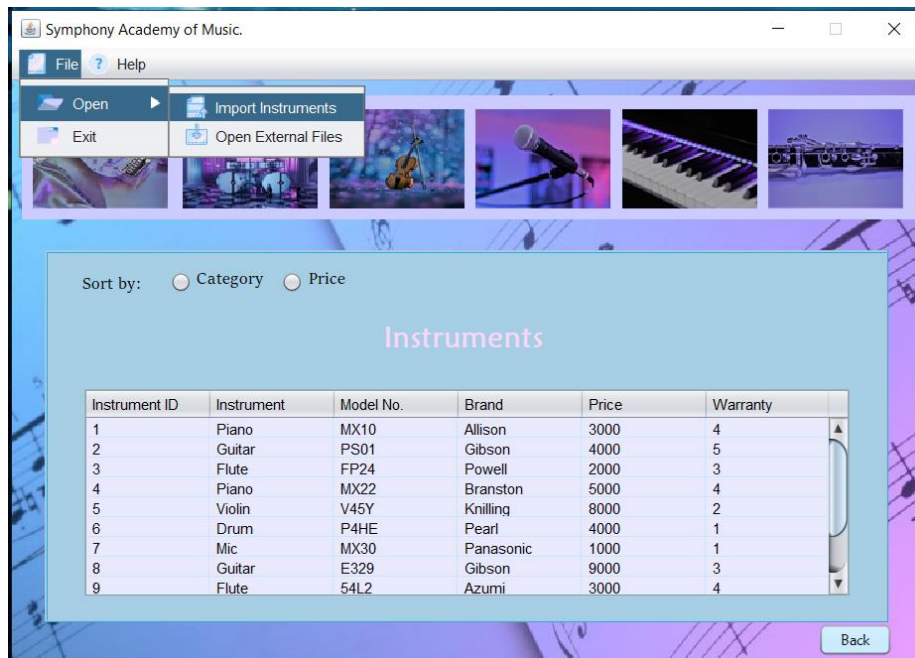 Symphony Academy of Music.
File ? Help
Open Import Instruments
Exit Open External Files
Sort by: Category Price
Instruments
Instrument ID Instrument Model No. Brand Price Warranty
1 Piano MX10 Allison 3000 4
2 Guitar PS01 Gibson 4000 5
3 Flute FP24 Powell 2000 3
4 Piano MX22 Branston 5000 4
5 Violin V45Y Knilling 8000 2
6 Drum P4HE Pearl 4000 1
7 Mic MX30 Panasonic 1000 1
8 Guitar E329 Gibson 9000 3
9 Flute 54L2 Azumi 3000 4
Back